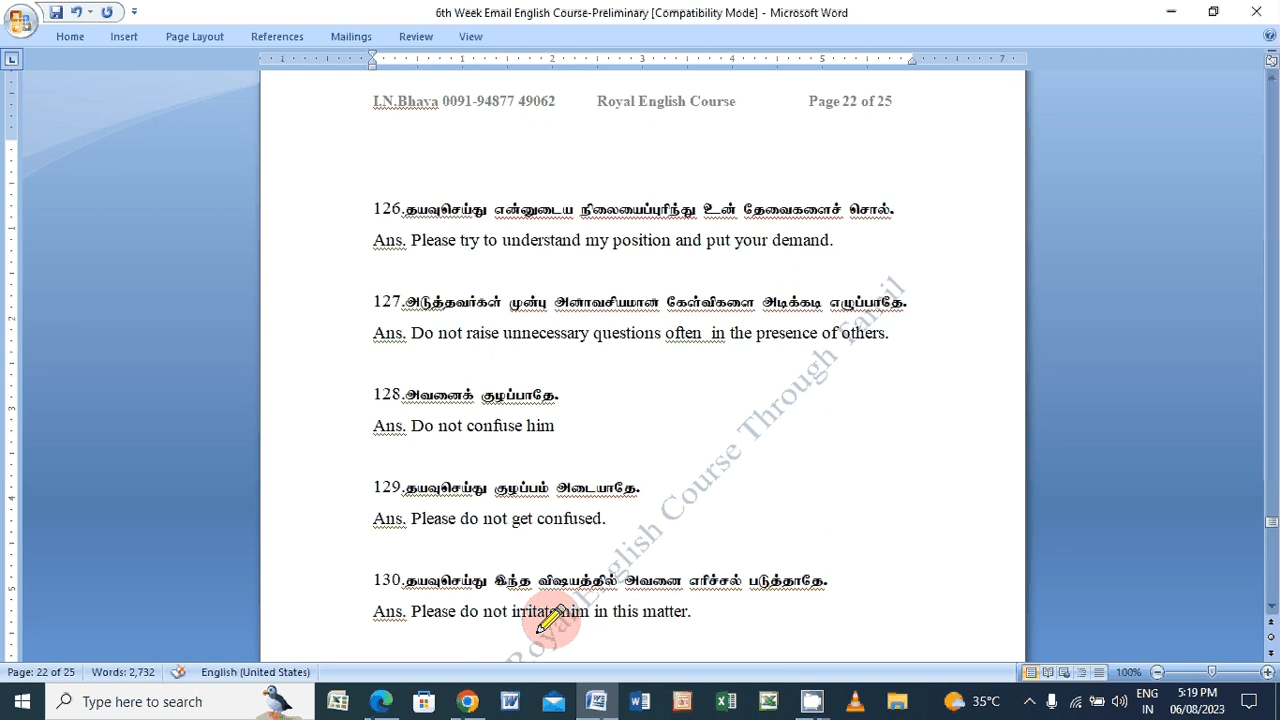 6th Week Email English Course-Preliminary [Compatibility Mode] - Microsoft Word
Home Insert Page Layout References Mailings Review View
I.N.Bhava 0091-94877 49062 Royal English Course Page 22 of 25
126.தயவுசெய்து என்னுடைய நிலையைப்புரிந்து உன் தேவைகளைச் சொல்.
Ans. Please try to understand my position and put your demand.
127.அடுத்தவர்கள் முன்பு அனாவசியமான கேள்விகளை அடிக்கடி எழுப்பாதே.
Ans. Do not raise unnecessary questions often in the presence of others.
128.அவனைக் குழப்பாதே.
Ans. Do not confuse him
129.தயவுசெய்து குழப்பம் அடையாதே.
Ans. Please do not get confused.
130.தயவுசெய்து இந்த விஷயத்தில் அவனை எரிச்சல் படுத்தாதே.
Ans. Please do not irritate him in this matter.
Royal English Course Through Tamil
Page: 22 of 25 Words: 2,732 English (United States) 100%
Type here to search 35°C ENG IN 5:19 PM 06/08/2023